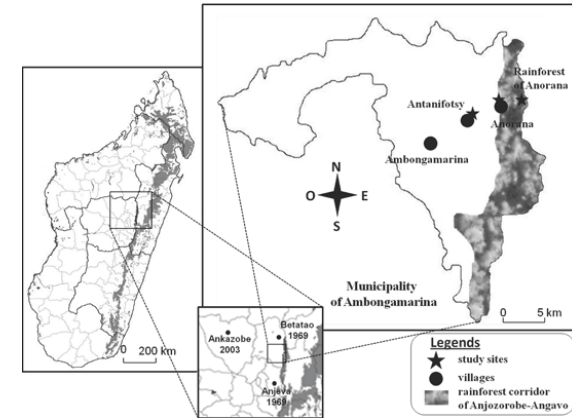 Rainforest
of Anorana
Antanifotsy
Anorana
Ambongamarina
N
O E
S
Municipality
of Ambongamarina
0 5 km
0 200 km
Betatao
1969
Ankazobe
2003
Anjeva
1969
Legends
study sites
villages
rainforest corridor
of Anjozorobe-Angavo